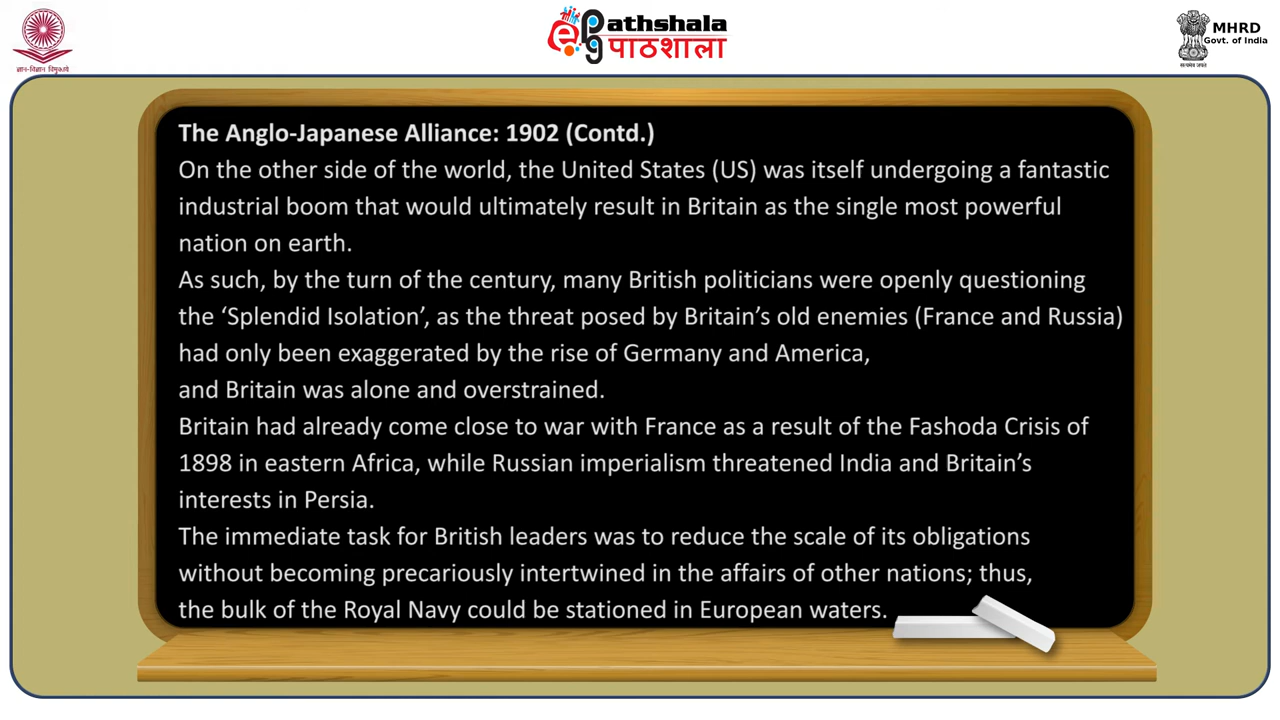 ज्ञान-विज्ञान विमुक्तये
ePathshala
पाठशाला
MHRD
Govt. of India
सत्यमेव जयते
The Anglo-Japanese Alliance: 1902 (Contd.)
On the other side of the world, the United States (US) was itself undergoing a fantastic
industrial boom that would ultimately result in Britain as the single most powerful
nation on earth.
As such, by the turn of the century, many British politicians were openly questioning
the ‘Splendid Isolation’, as the threat posed by Britain’s old enemies (France and Russia)
had only been exaggerated by the rise of Germany and America,
and Britain was alone and overstrained.
Britain had already come close to war with France as a result of the Fashoda Crisis of
1898 in eastern Africa, while Russian imperialism threatened India and Britain’s
interests in Persia.
The immediate task for British leaders was to reduce the scale of its obligations
without becoming precariously intertwined in the affairs of other nations; thus,
the bulk of the Royal Navy could be stationed in European waters.